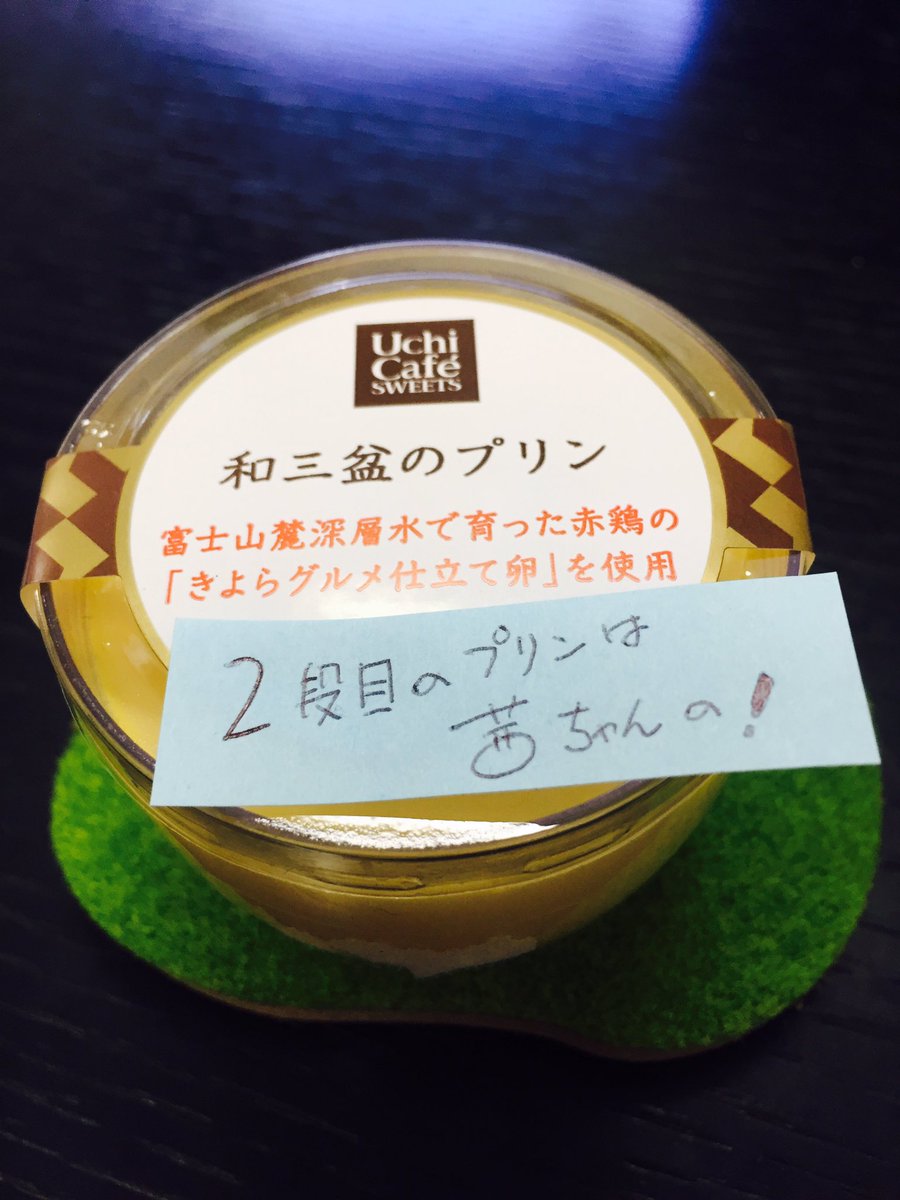 Uchi
Café
SWEETS
和三盆のプリン
富士山麓深層水で育った赤鶏の
「きよらグルメ仕立て卵」を使用
2段目のプリンは
茜ちゃんの!